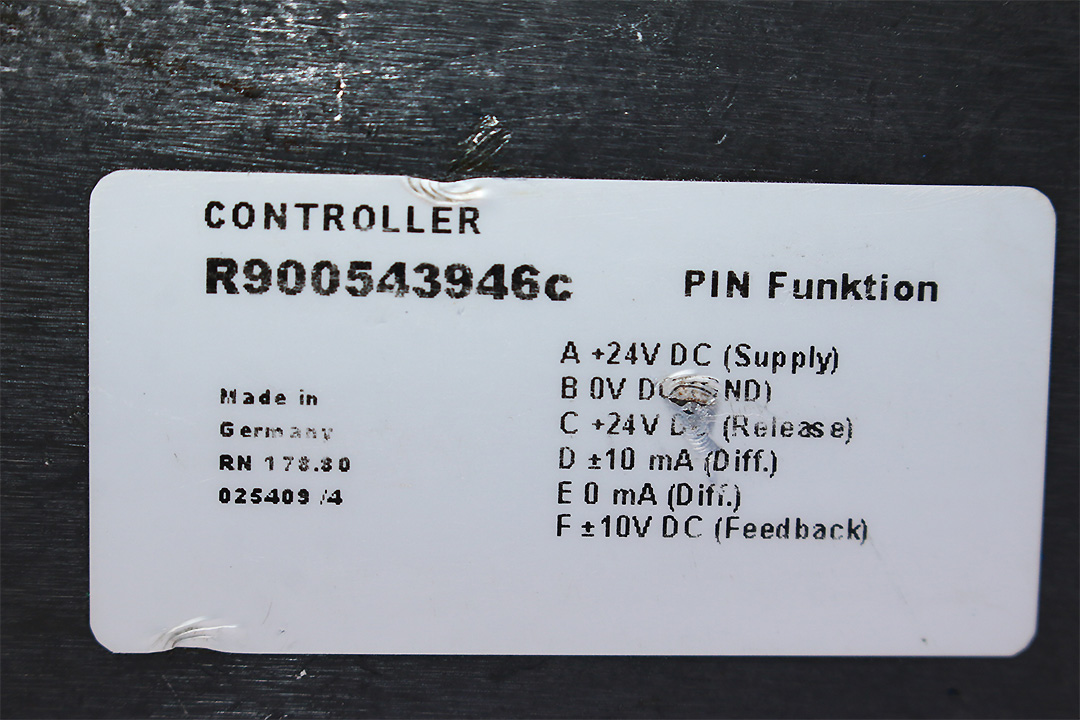 CONTROLLER
R900543946c
PIN Funktion
Made in
Germany
RN 178.80
025409 /4
A +24V DC (Supply)
B 0V
C +24V DC (Release)
D ±10 mA (Diff.)
E 0 mA (Diff.)
F ±10V DC (Feedback)